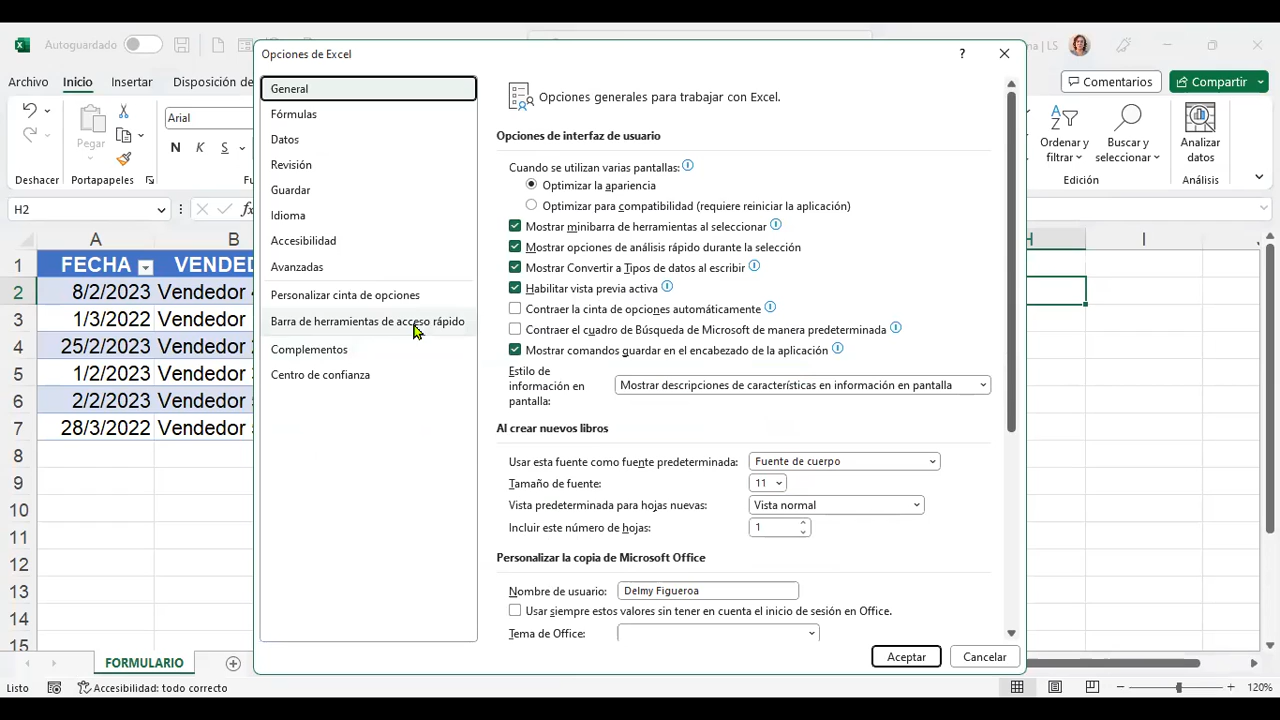 Autoguardado
Opciones de Excel
?
| LS
Archivo
Inicio
Insertar
Disposición de
Comentarios
Compartir
Pegar
Arial
N K S
Deshacer
Portapapeles
Ordenar y
filtrar
Buscar y
seleccionar
Analizar
datos
Edición
Análisis
H2
fx
General
Fórmulas
Datos
Revisión
Guardar
Idioma
Accesibilidad
Avanzadas
Personalizar cinta de opciones
Barra de herramientas de acceso rápido
Complementos
Centro de confianza
Opciones generales para trabajar con Excel.
Opciones de interfaz de usuario
Cuando se utilizan varias pantallas:
Optimizar la apariencia
Optimizar para compatibilidad (requiere reiniciar la aplicación)
Mostrar minibarra de herramientas al seleccionar
Mostrar opciones de análisis rápido durante la selección
Mostrar Convertir a Tipos de datos al escribir
Habilitar vista previa activa
Contraer la cinta de opciones automáticamente
Contraer el cuadro de Búsqueda de Microsoft de manera predeterminada
Mostrar comandos guardar en el encabezado de la aplicación
Estilo de
información en
pantalla:
Mostrar descripciones de características en información en pantalla
Al crear nuevos libros
Usar esta fuente como fuente predeterminada: Fuente de cuerpo
Tamaño de fuente: 11
Vista predeterminada para hojas nuevas: Vista normal
Incluir este número de hojas: 1
Personalizar la copia de Microsoft Office
Nombre de usuario: Delmy Figueroa
Usar siempre estos valores sin tener en cuenta el inicio de sesión en Office.
Tema de Office:
Aceptar
Cancelar
A B H I
1 FECHA VENDED
2 8/2/2023 Vendedor
3 1/3/2022 Vendedor
4 25/2/2023 Vendedor
5 1/2/2023 Vendedor
6 2/2/2023 Vendedor
7 28/3/2022 Vendedor
8
9
10
11
12
13
14
15
FORMULARIO
Listo
Accesibilidad: todo correcto
120%